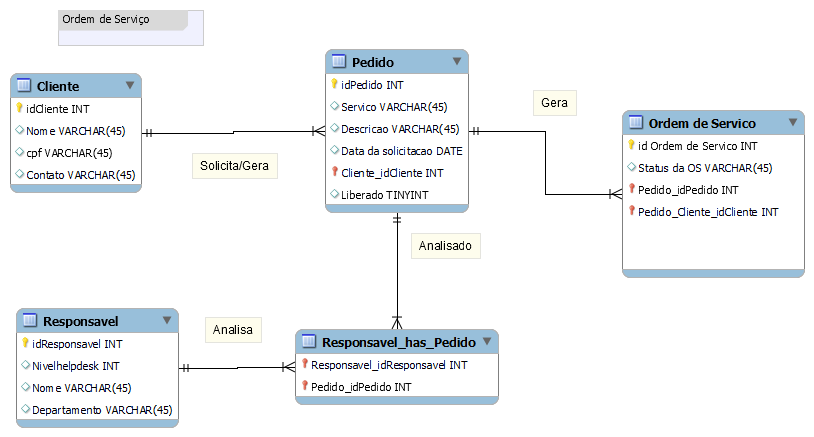 Ordem de Serviço
Cliente
idCliente INT
Nome VARCHAR(45)
cpf VARCHAR(45)
Contato VARCHAR(45)
Solicita/Gera
Pedido
idPedido INT
Servico VARCHAR(45)
Descricao VARCHAR(45)
Data da solicitacao DATE
Cliente_idCliente INT
Liberado TINYINT
Gera
Ordem de Servico
id Ordem de Servico INT
Status da OS VARCHAR(45)
Pedido_idPedido INT
Pedido_Cliente_idCliente INT
Analisado
Responsavel
idResponsavel INT
Nivelhelpdesk INT
Nome VARCHAR(45)
Departamento VARCHAR(45)
Analisa
Responsavel_has_Pedido
Responsavel_idResponsavel INT
Pedido_idPedido INT